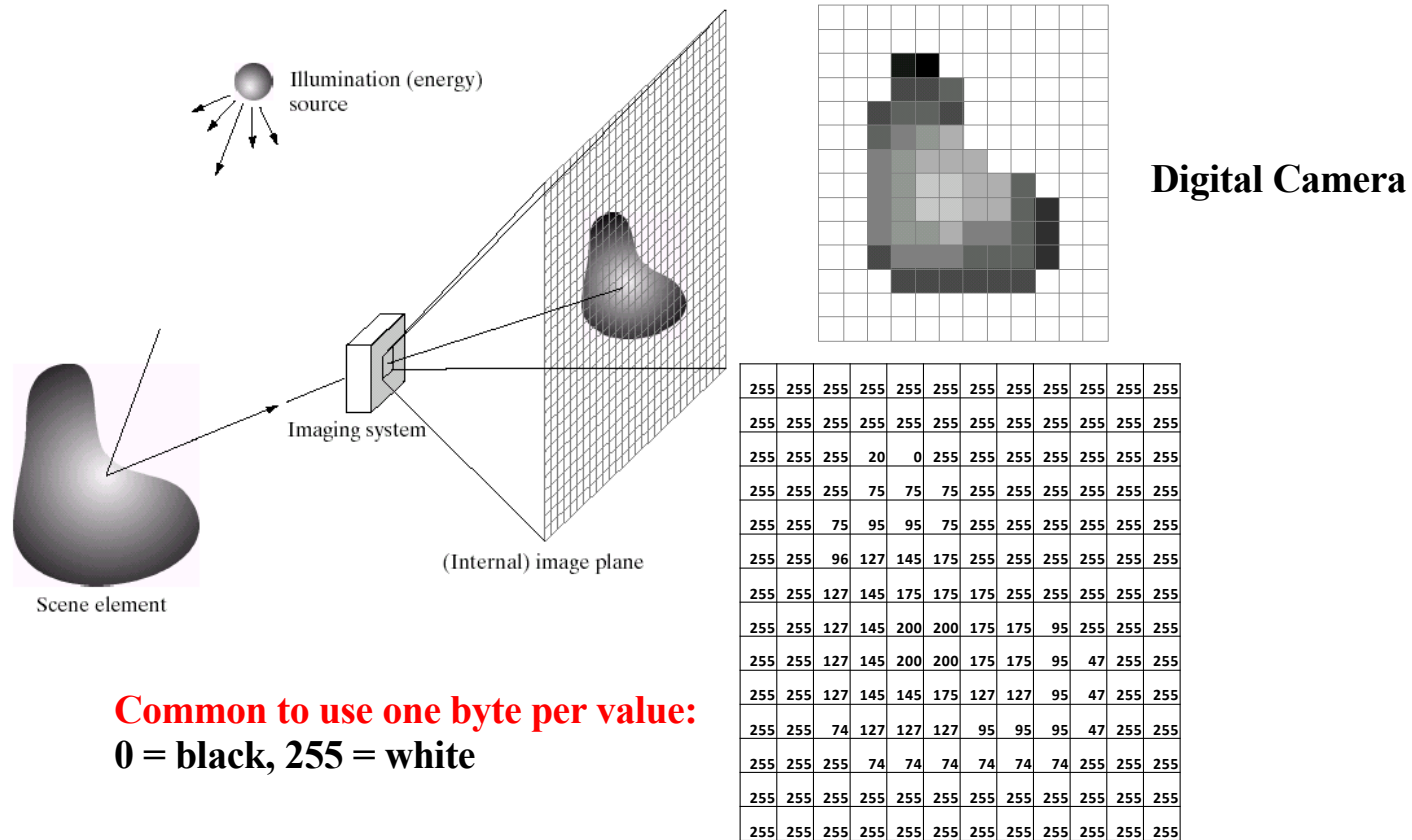 Illumination (energy)
source
Digital Camera
Imaging system
(Internal) image plane
Scene element
Common to use one byte per value:
0 = black, 255 = white
255 255 255 255 255 255 255 255 255 255 255 255
255 255 255 255 255 255 255 255 255 255 255 255
255 255 255 20 0 255 255 255 255 255 255 255
255 255 255 75 75 75 255 255 255 255 255 255
255 255 75 95 95 75 255 255 255 255 255 255
255 255 96 127 145 175 255 255 255 255 255 255
255 255 127 145 175 175 175 255 255 255 255 255
255 255 127 145 200 200 175 175 95 255 255 255
255 255 127 145 200 200 175 175 95 47 255 255
255 255 127 145 145 175 127 127 95 47 255 255
255 255 74 127 127 127 95 95 95 47 255 255
255 255 255 74 74 74 74 74 74 255 255 255
255 255 255 255 255 255 255 255 255 255 255 255
255 255 255 255 255 255 255 255 255 255 255 255